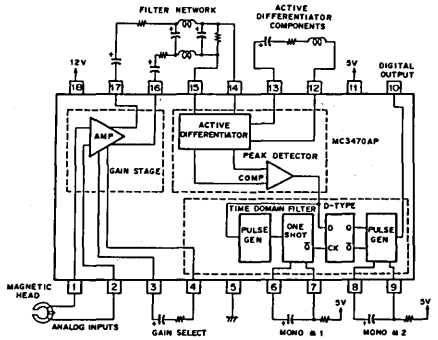 FILTER NETWORK
ACTIVE
DIFFERENTIATOR
COMPONENTS
12V
5V
DIGITAL
OUTPUT
18
17
16
15
14
13
12
11
10
AMP
GAIN STAGE
ACTIVE
DIFFERENTIATOR
MC3470AP
PEAK DETECTOR
COMP
TIME DOMAIN FILTER
D-TYPE
PULSE
GEN
ONE
SHOT
Q
D
Q
CK
Q
PULSE
GEN
MAGNETIC
HEAD
1
2
3
4
5
6
7
8
9
5V
5V
ANALOG INPUTS
GAIN SELECT
MONO # 1
MONO # 2